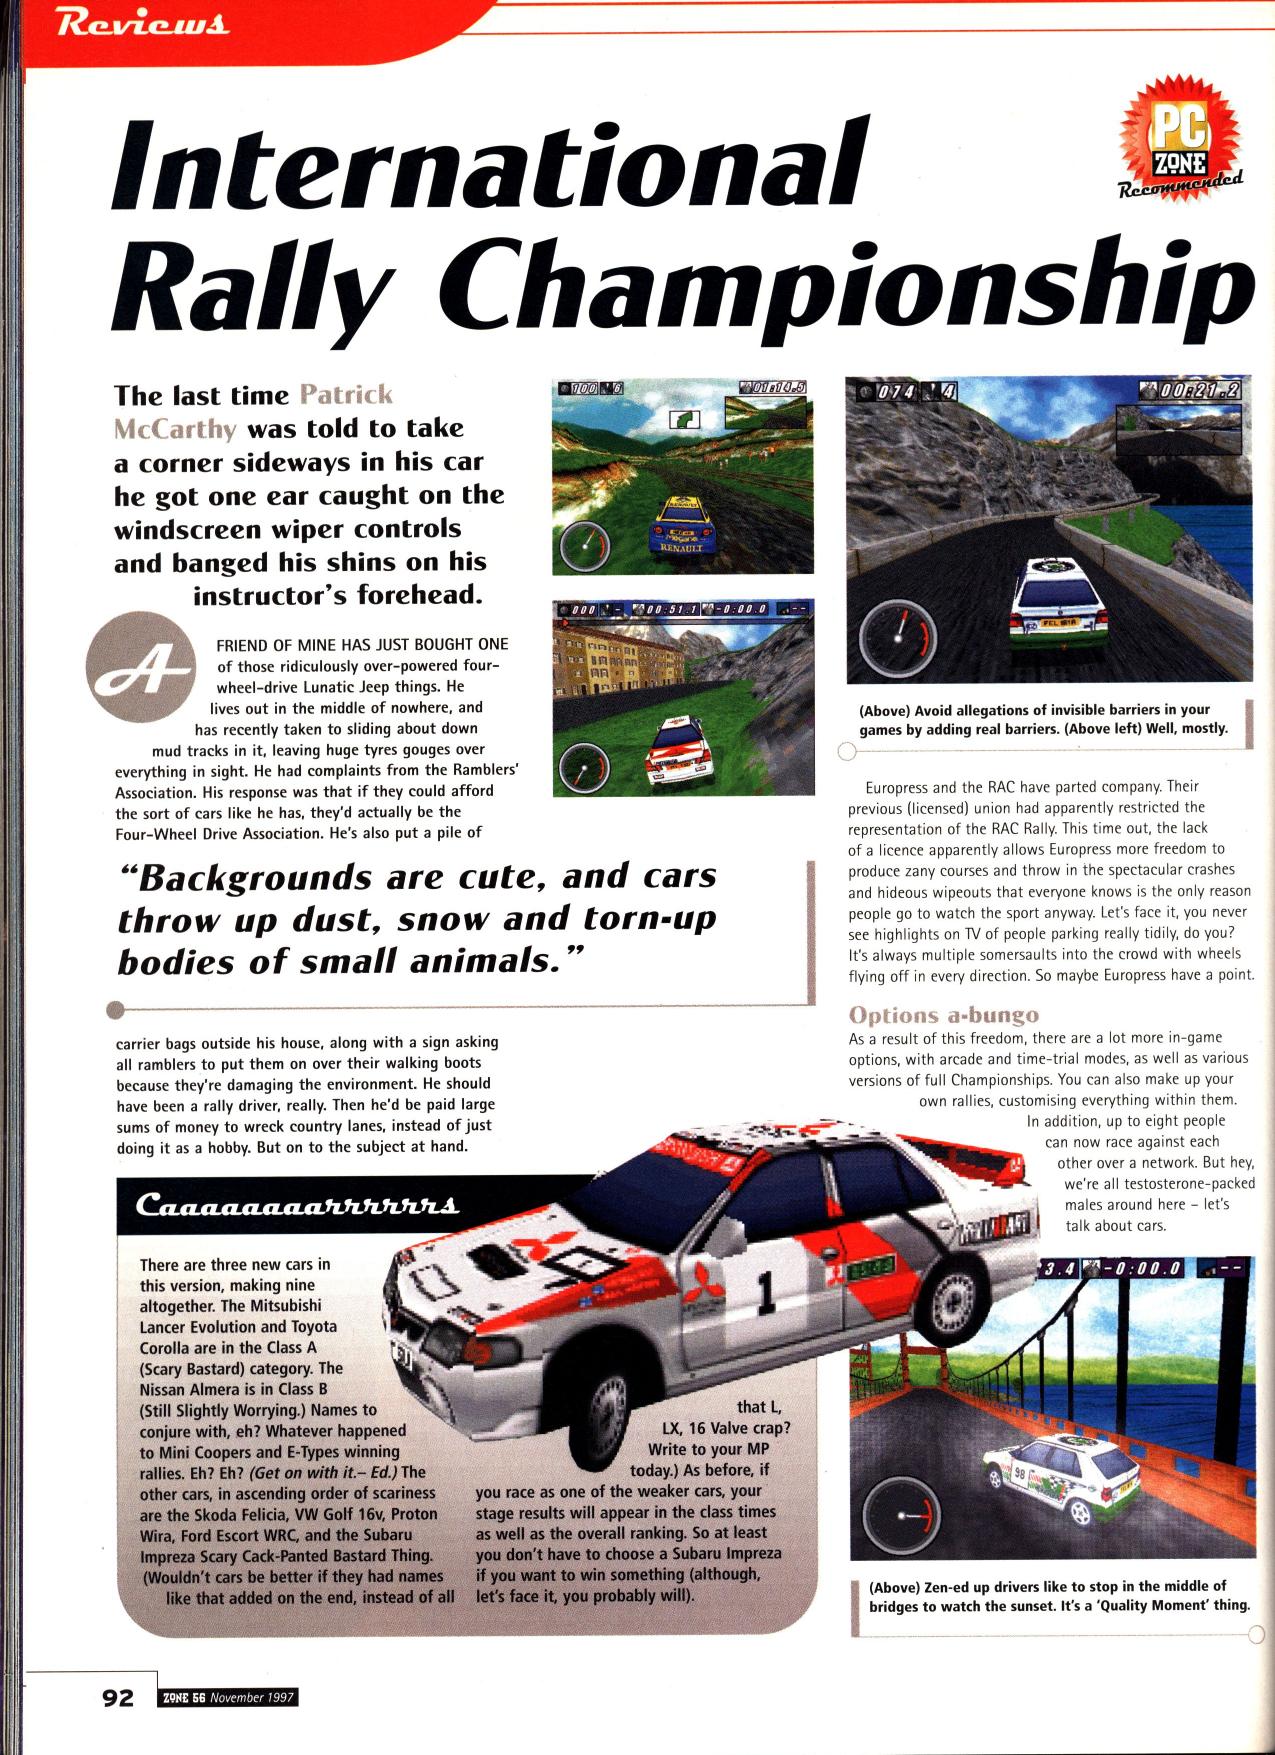 Reviews
International
Rally Championship
PC
ZONE
Recommended
The last time Patrick
McCarthy was told to take
a corner sideways in his car
he got one ear caught on the
windscreen wiper controls
and banged his shins on his
instructor's forehead.
A FRIEND OF MINE HAS JUST BOUGHT ONE
of those ridiculously over-powered four-
wheel-drive Lunatic Jeep things. He
lives out in the middle of nowhere, and
has recently taken to sliding about down
mud tracks in it, leaving huge tyres gouges over
everything in sight. He had complaints from the Ramblers'
Association. His response was that if they could afford
the sort of cars like he has, they'd actually be the
Four-Wheel Drive Association. He's also put a pile of
"Backgrounds are cute, and cars
throw up dust, snow and torn-up
bodies of small animals."
carrier bags outside his house, along with a sign asking
all ramblers to put them on over their walking boots
because they're damaging the environment. He should
have been a rally driver, really. Then he'd be paid large
sums of money to wreck country lanes, instead of just
doing it as a hobby. But on to the subject at hand.
100 6 01:14.5
RENAULT
RENAULT
000 - 00:51.1 -0:00.0 --
074 4 00:21.2
(Above) Avoid allegations of invisible barriers in your
games by adding real barriers. (Above left) Well, mostly.
Europress and the RAC have parted company. Their
previous (licensed) union had apparently restricted the
representation of the RAC Rally. This time out, the lack
of a licence apparently allows Europress more freedom to
produce zany courses and throw in the spectacular crashes
and hideous wipeouts that everyone knows is the only reason
people go to watch the sport anyway. Let's face it, you never
see highlights on TV of people parking really tidily, do you?
It's always multiple somersaults into the crowd with wheels
flying off in every direction. So maybe Europress have a point.
Options a-bungo
As a result of this freedom, there are a lot more in-game
options, with arcade and time-trial modes, as well as various
versions of full Championships. You can also make up your
own rallies, customising everything within them.
In addition, up to eight people
can now race against each
other over a network. But hey,
we're all testosterone-packed
males around here – let's
talk about cars.
Caaaaaaaarrrrrrrs
There are three new cars in
this version, making nine
altogether. The Mitsubishi
Lancer Evolution and Toyota
Corolla are in the Class A
(Scary Bastard) category. The
Nissan Almera is in Class B
(Still Slightly Worrying.) Names to
conjure with, eh? Whatever happened
to Mini Coopers and E-Types winning
rallies. Eh? Eh? (Get on with it.– Ed.) The
other cars, in ascending order of scariness
are the Skoda Felicia, VW Golf 16v, Proton
Wira, Ford Escort WRC, and the Subaru
Impreza Scary Cack-Panted Bastard Thing.
(Wouldn't cars be better if they had names
like that added on the end, instead of all
that L,
LX, 16 Valve crap?
Write to your MP
today.) As before, if
you race as one of the weaker cars, your
stage results will appear in the class times
as well as the overall ranking. So at least
you don't have to choose a Subaru Impreza
if you want to win something (although,
let's face it, you probably will).
1
3.4 -0:00.0 --
98
(Above) Zen-ed up drivers like to stop in the middle of
bridges to watch the sunset. It's a 'Quality Moment' thing.
92 ZONE 56 November 1997